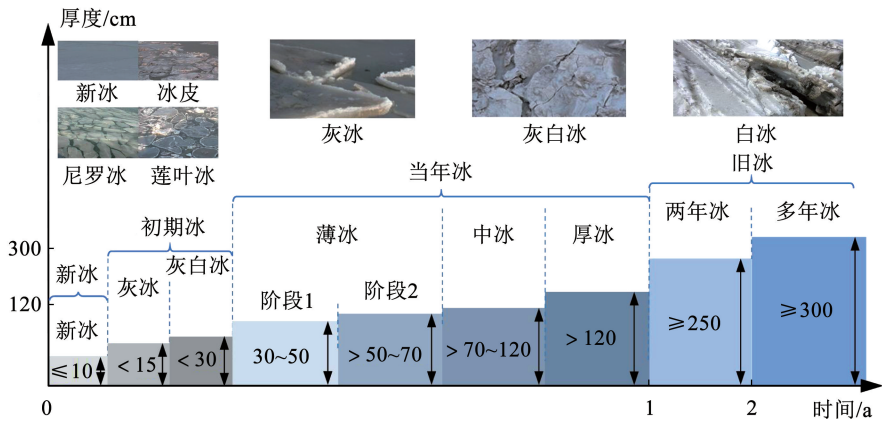 厚度/cm
新冰
冰皮
尼罗冰
莲叶冰
灰冰
灰白冰
白冰
当年冰
旧冰
初期冰
薄冰
中冰
厚冰
两年冰
多年冰
300
新冰
灰冰
灰白冰
120
阶段1
阶段2
新冰
≤10
<15
<30
30~50
>50~70
>70~120
>120
≥250
≥300
0
1
2
时间/a